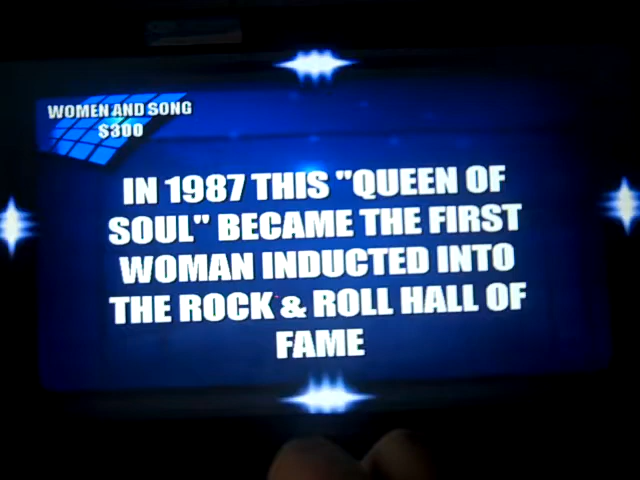 WOMEN AND SONG
$300
IN 1987 THIS "QUEEN OF
SOUL" BECAME THE FIRST
WOMAN INDUCTED INTO
THE ROCK & ROLL HALL OF
FAME